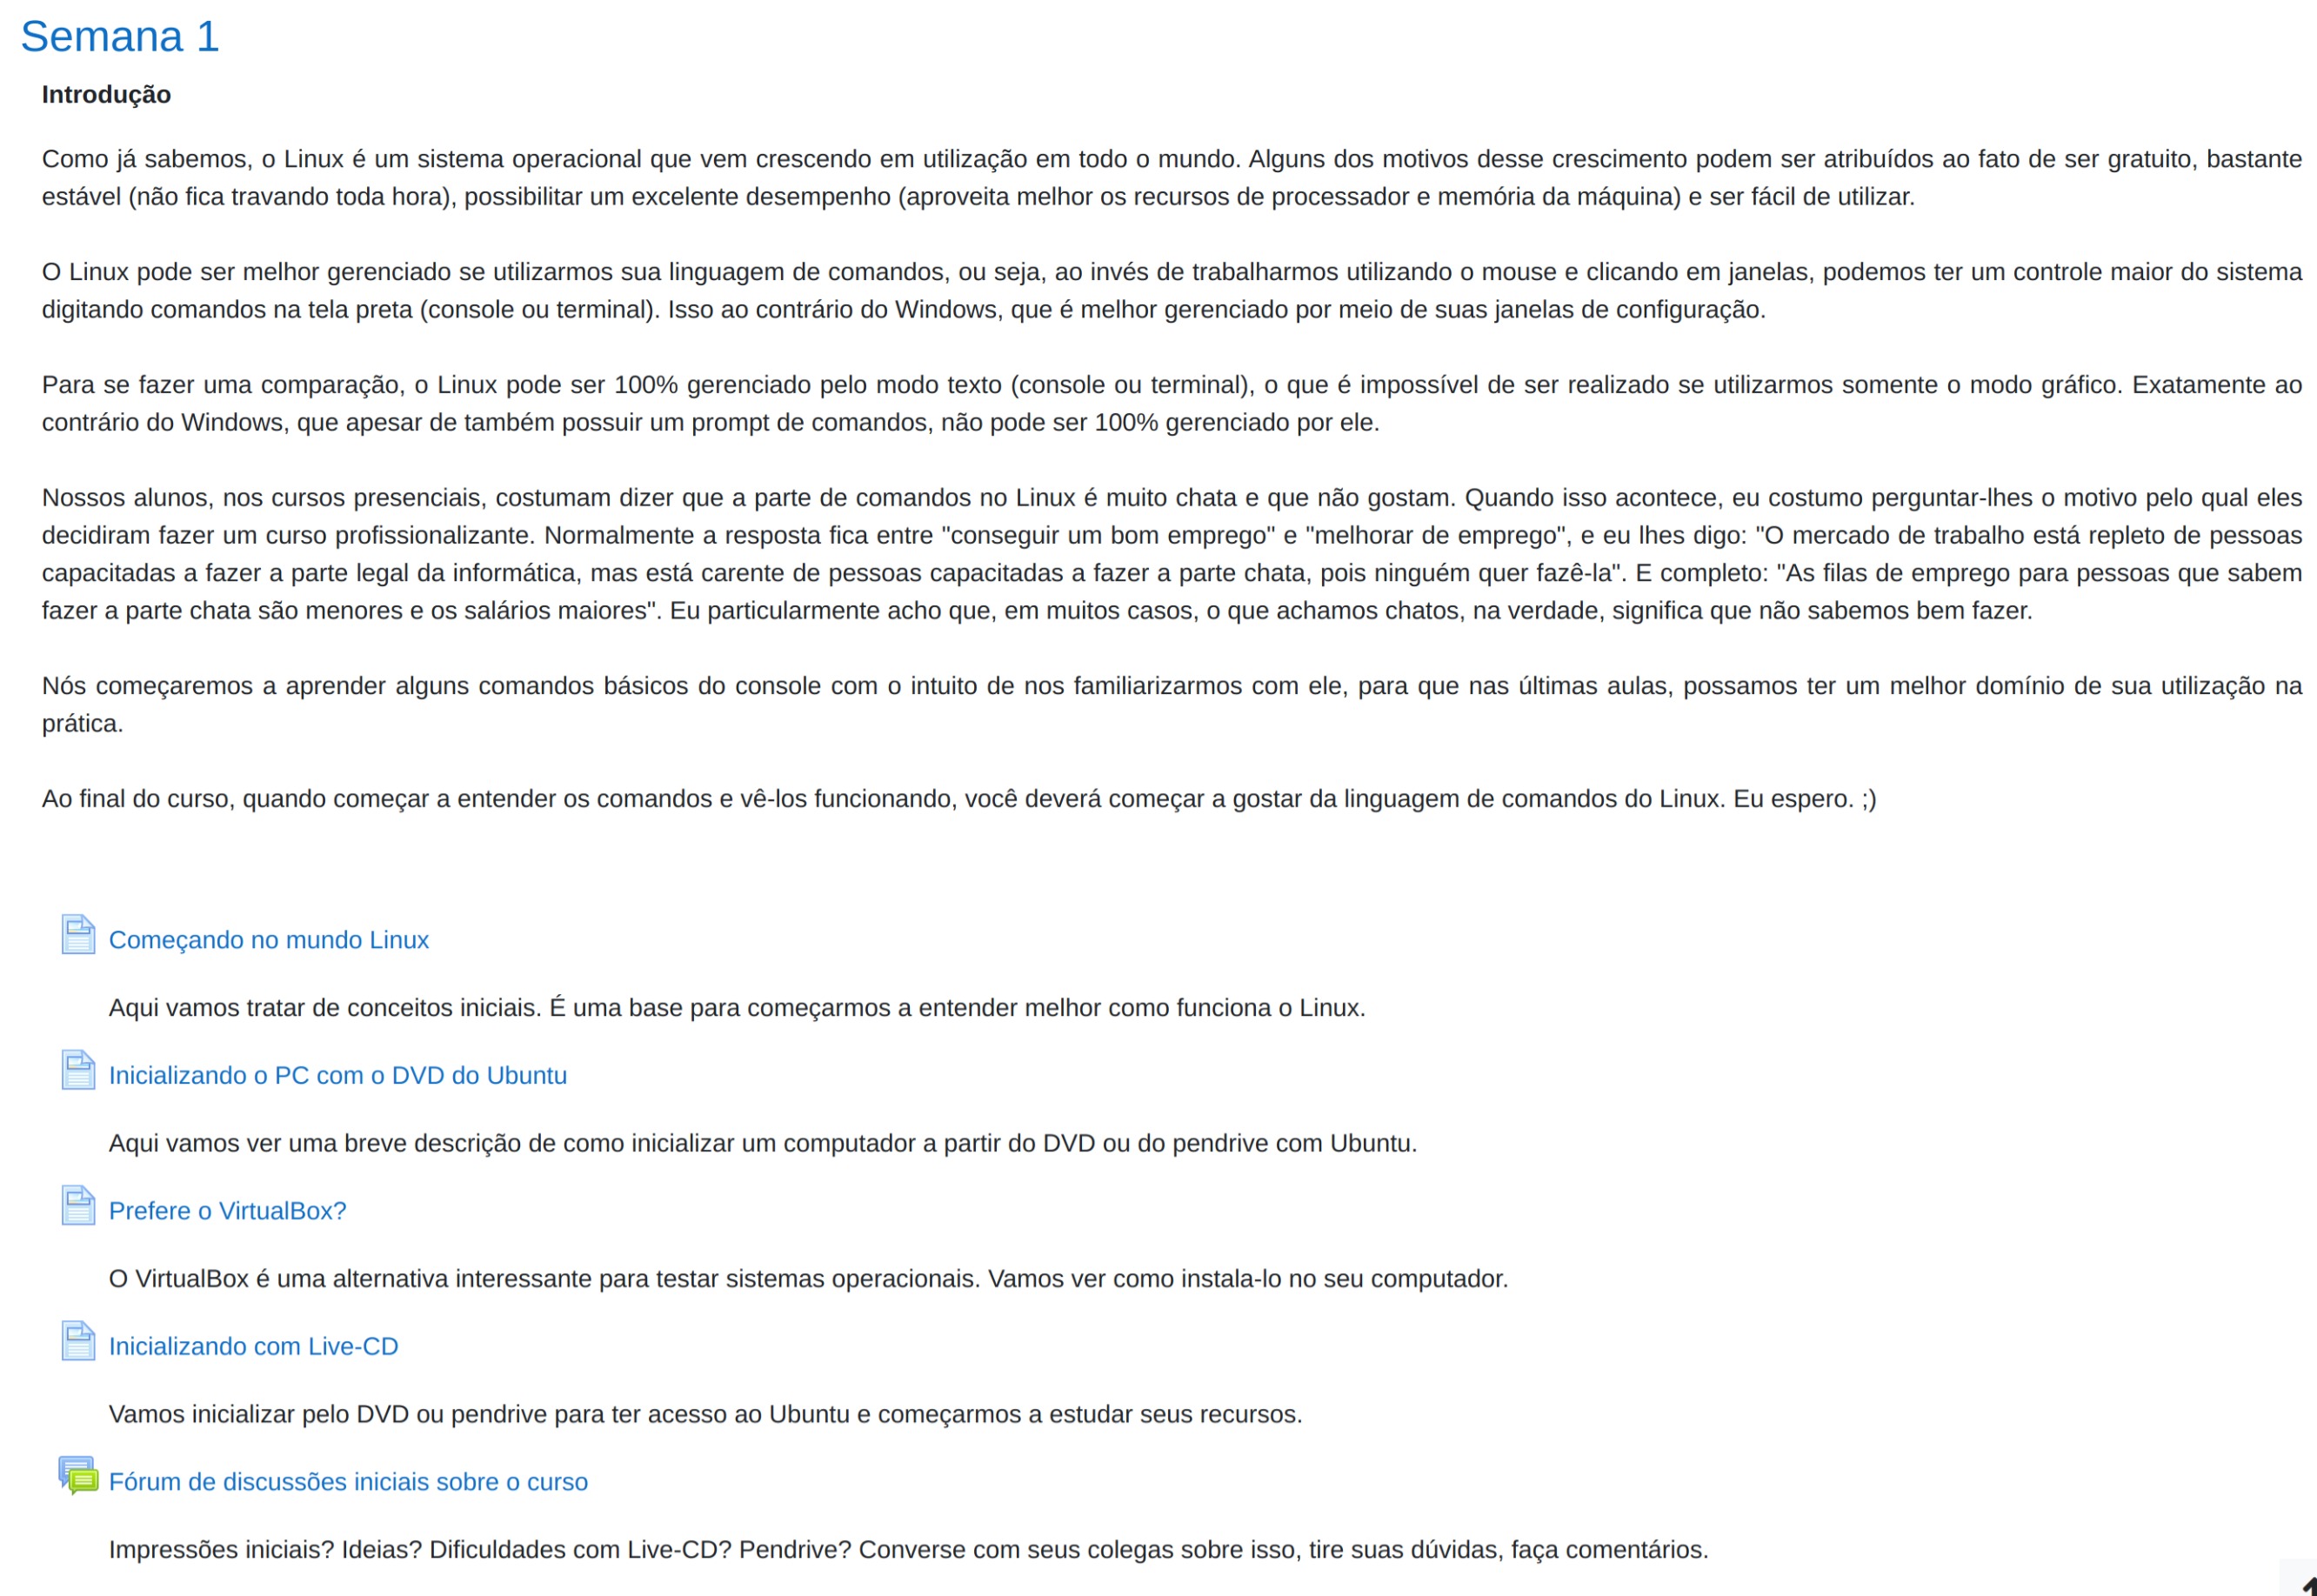 Semana 1
Introdução
Como já sabemos, o Linux é um sistema operacional que vem crescendo em utilização em todo o mundo. Alguns dos motivos desse crescimento podem ser atribuídos ao fato de ser gratuito, bastante
estável (não fica travando toda hora), possibilitar um excelente desempenho (aproveita melhor os recursos de processador e memória da máquina) e ser fácil de utilizar.
O Linux pode ser melhor gerenciado se utilizarmos sua linguagem de comandos, ou seja, ao invés de trabalharmos utilizando o mouse e clicando em janelas, podemos ter um controle maior do sistema
digitando comandos na tela preta (console ou terminal). Isso ao contrário do Windows, que é melhor gerenciado por meio de suas janelas de configuração.
Para se fazer uma comparação, o Linux pode ser 100% gerenciado pelo modo texto (console ou terminal), o que é impossível de ser realizado se utilizarmos somente o modo gráfico. Exatamente ao
contrário do Windows, que apesar de também possuir um prompt de comandos, não pode ser 100% gerenciado por ele.
Nossos alunos, nos cursos presenciais, costumam dizer que a parte de comandos no Linux é muito chata e que não gostam. Quando isso acontece, eu costumo perguntar-lhes o motivo pelo qual eles
decidiram fazer um curso profissionalizante. Normalmente a resposta fica entre "conseguir um bom emprego" e "melhorar de emprego", e eu lhes digo: "O mercado de trabalho está repleto de pessoas
capacitadas a fazer a parte legal da informática, mas está carente de pessoas capacitadas a fazer a parte chata, pois ninguém quer fazê-la". E completo: "As filas de emprego para pessoas que sabem
fazer a parte chata são menores e os salários maiores". Eu particularmente acho que, em muitos casos, o que achamos chatos, na verdade, significa que não sabemos bem fazer.
Nós começaremos a aprender alguns comandos básicos do console com o intuito de nos familiarizarmos com ele, para que nas últimas aulas, possamos ter um melhor domínio de sua utilização na
prática.
Ao final do curso, quando começar a entender os comandos e vê-los funcionando, você deverá começar a gostar da linguagem de comandos do Linux. Eu espero. ;)
Começando no mundo Linux
Aqui vamos tratar de conceitos iniciais. É uma base para começarmos a entender melhor como funciona o Linux.
Inicializando o PC com o DVD do Ubuntu
Aqui vamos ver uma breve descrição de como inicializar um computador a partir do DVD ou do pendrive com Ubuntu.
Prefere o VirtualBox?
O VirtualBox é uma alternativa interessante para testar sistemas operacionais. Vamos ver como instala-lo no seu computador.
Inicializando com Live-CD
Vamos inicializar pelo DVD ou pendrive para ter acesso ao Ubuntu e começarmos a estudar seus recursos.
Fórum de discussões iniciais sobre o curso
Impressões iniciais? Ideias? Dificuldades com Live-CD? Pendrive? Converse com seus colegas sobre isso, tire suas dúvidas, faça comentários.